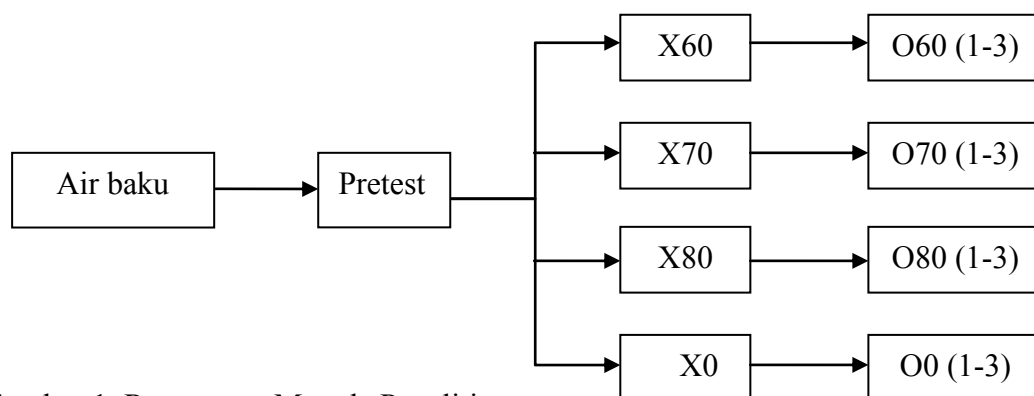 X60 O60 (1-3)
X70 O70 (1-3)
Air baku Pretest
X80 O80 (1-3)
X0 O0 (1-3)
1.